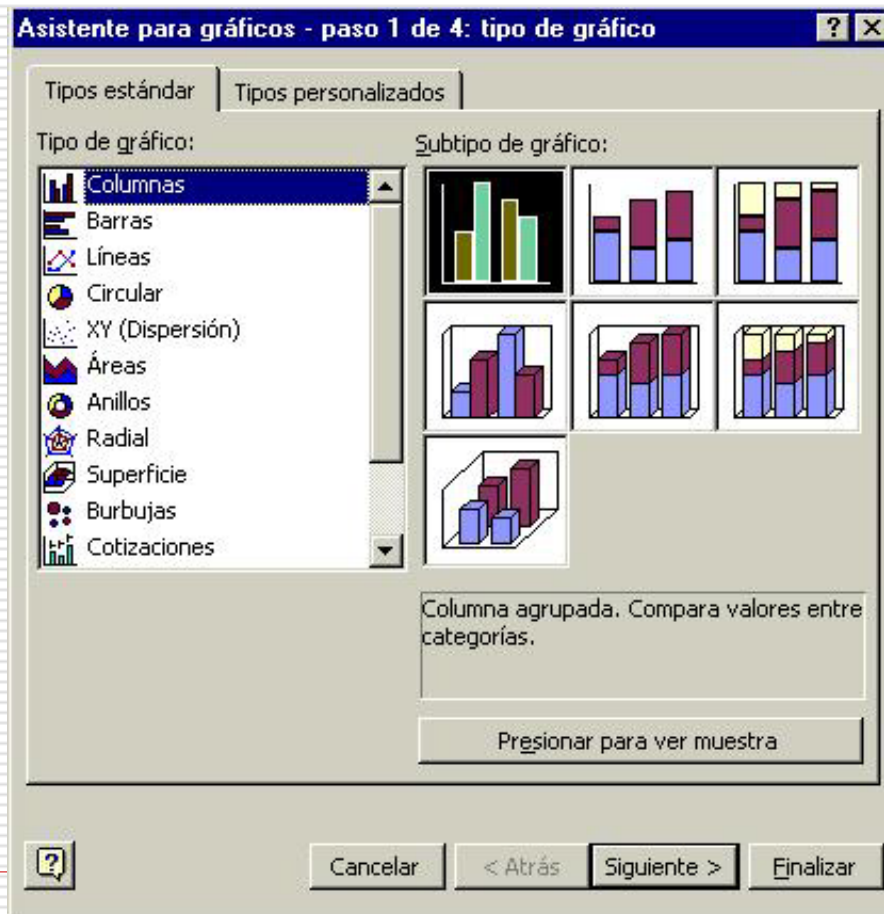 Asistente para gráficos - paso 1 de 4: tipo de gráfico
Tipos estándar
Tipos personalizados
Tipo de gráfico:
Columnas
Barras
Líneas
Circular
XY (Dispersión)
Áreas
Anillos
Radial
Superficie
Burbujas
Cotizaciones
Subtipo de gráfico:
Columna agrupada. Compara valores entre
categorías.
Presionar para ver muestra
Cancelar
< Atrás
Siguiente >
Finalizar